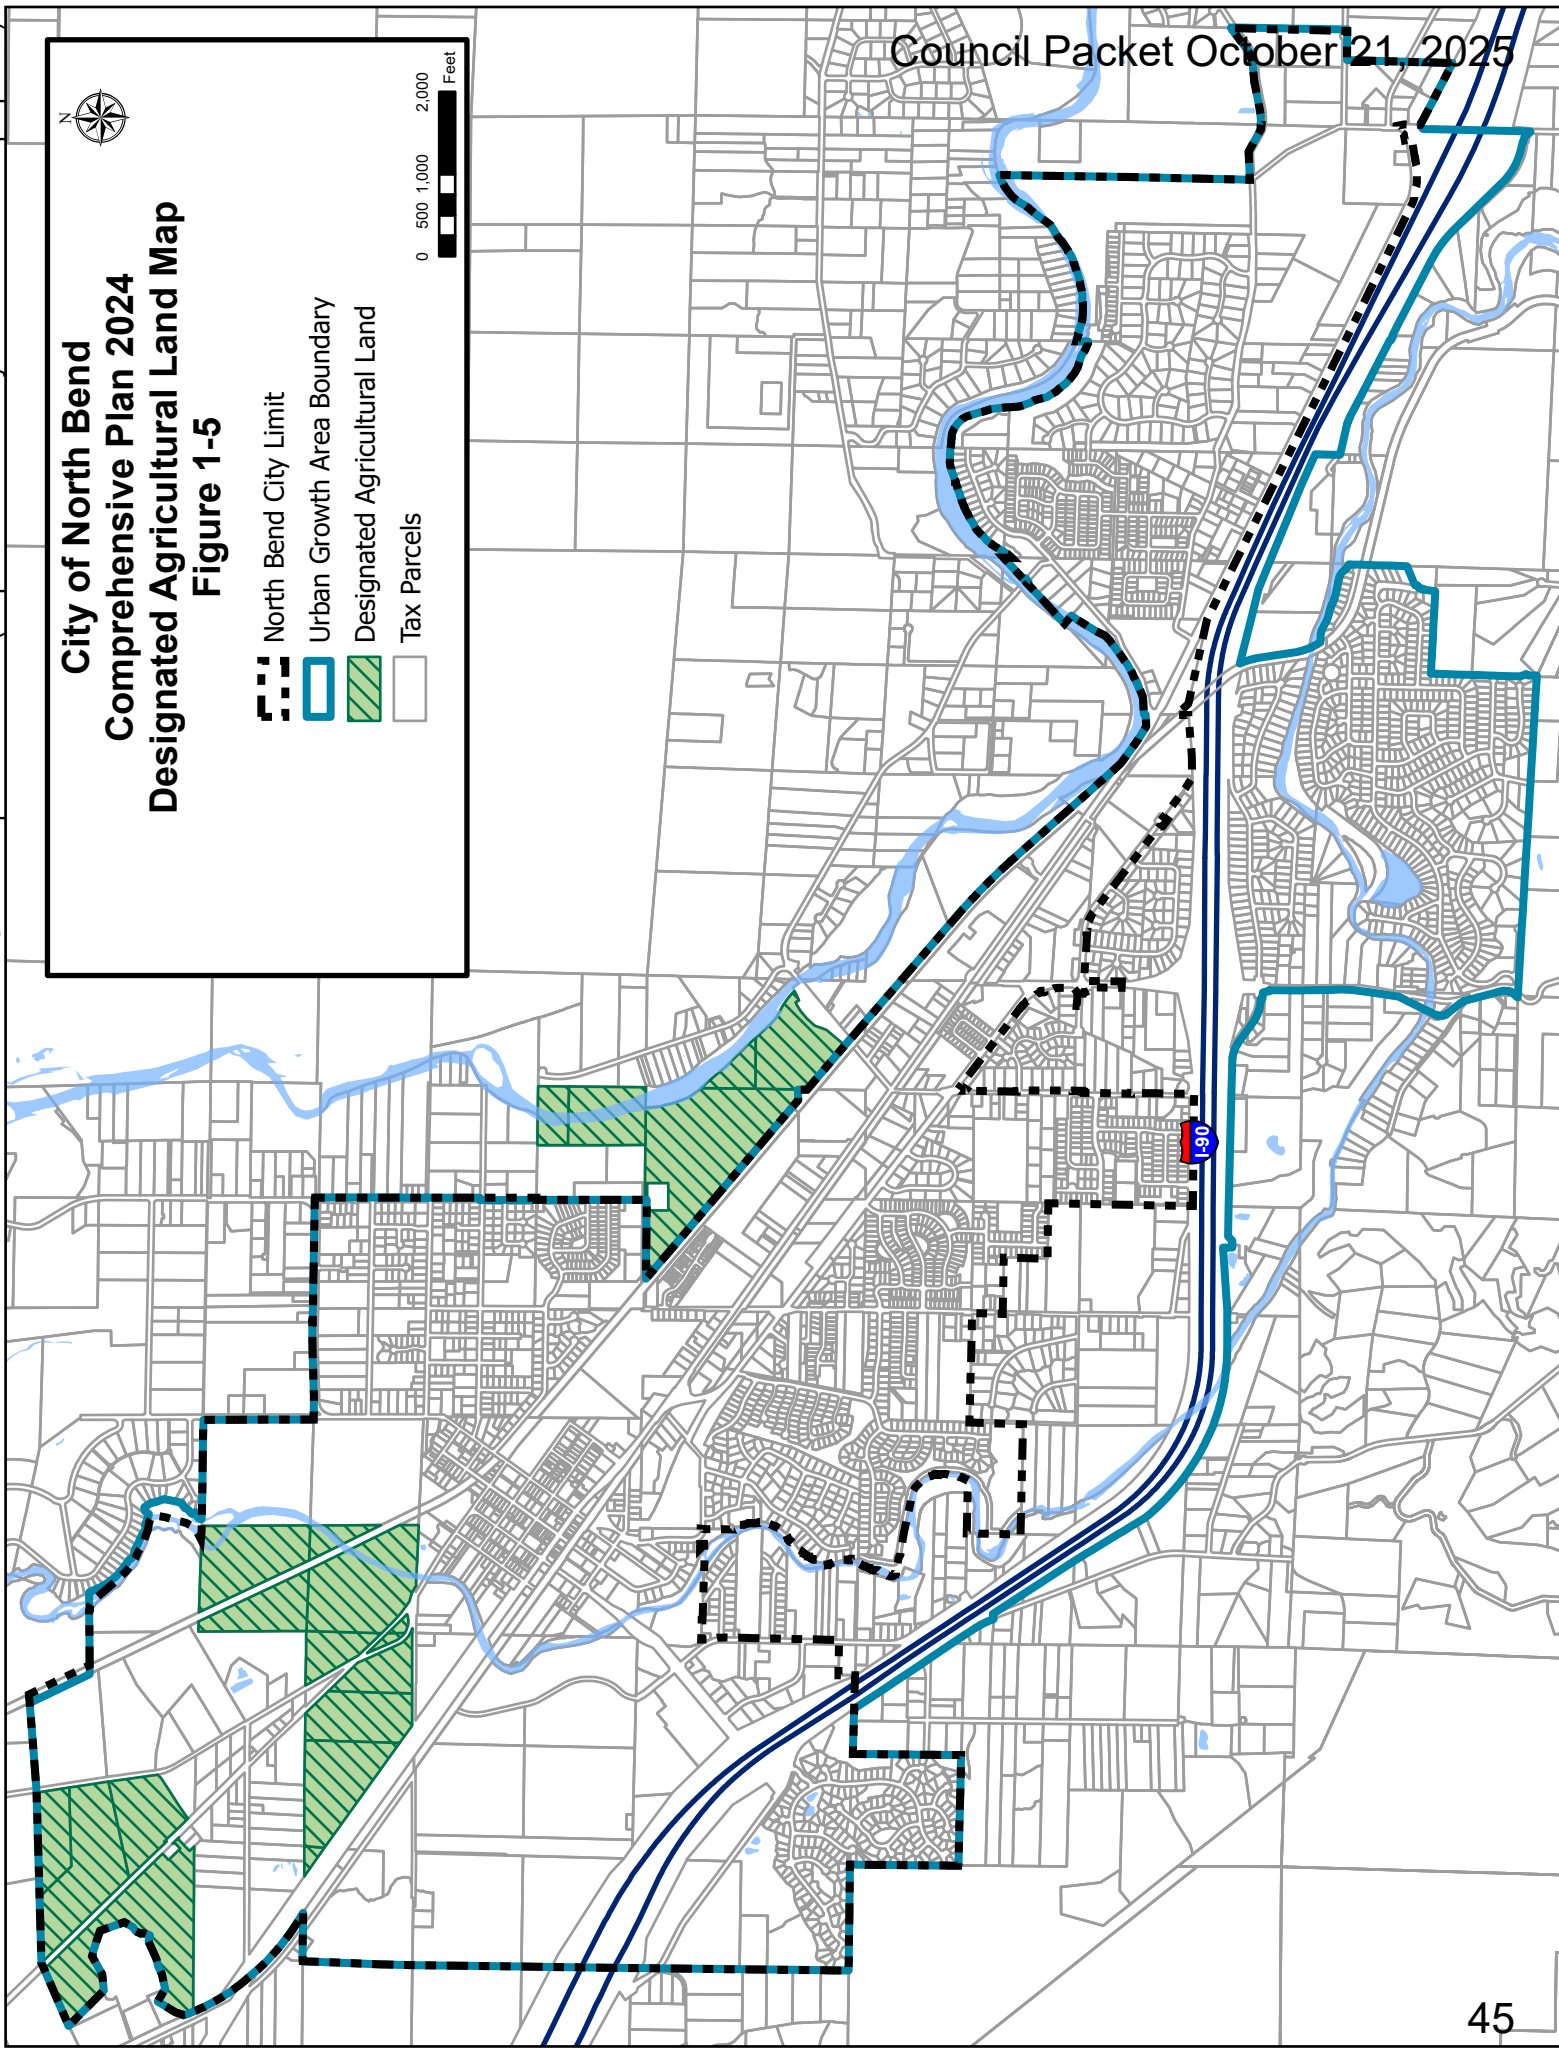 Council Packet October 21, 2025
City of North Bend
Comprehensive Plan 2024
Designated Agricultural Land Map
Figure 1-5
N
North Bend City Limit
Urban Growth Area Boundary
Designated Agricultural Land
Tax Parcels
0 500 1,000 2,000
Feet
I-90
45